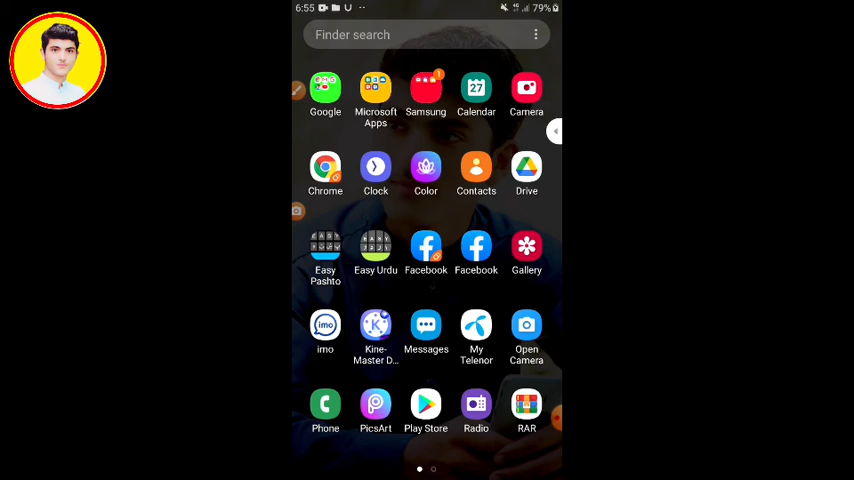 6:55
79%
Finder search
1
27
Google
Microsoft
Apps
Samsung
Calendar
Camera
Chrome
Clock
Color
Contacts
Drive
Easy
Pashto
Easy Urdu
Facebook
Facebook
Gallery
imo
imo
Kine-
Master D...
Messages
My
Telenor
Open
Camera
Phone
PicsArt
Play Store
Radio
RAR